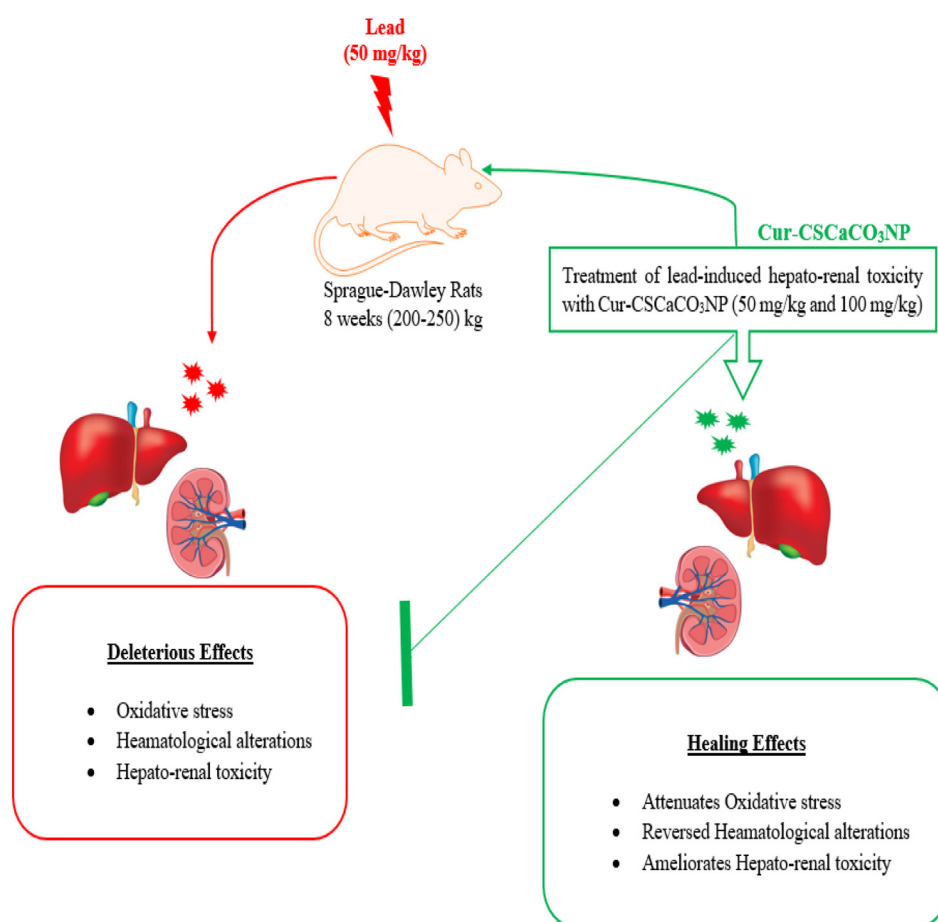 Lead
(50 mg/kg)
Cur-CSCaCO₃NP
Treatment of lead-induced hepato-renal toxicity
with Cur-CSCaCO₃NP (50 mg/kg and 100 mg/kg)
Sprague-Dawley Rats
8 weeks (200-250) kg
Deleterious Effects
• Oxidative stress
• Heamatological alterations
• Hepato-renal toxicity
Healing Effects
• Attenuates Oxidative stress
• Reversed Heamatological alterations
• Ameliorates Hepato-renal toxicity